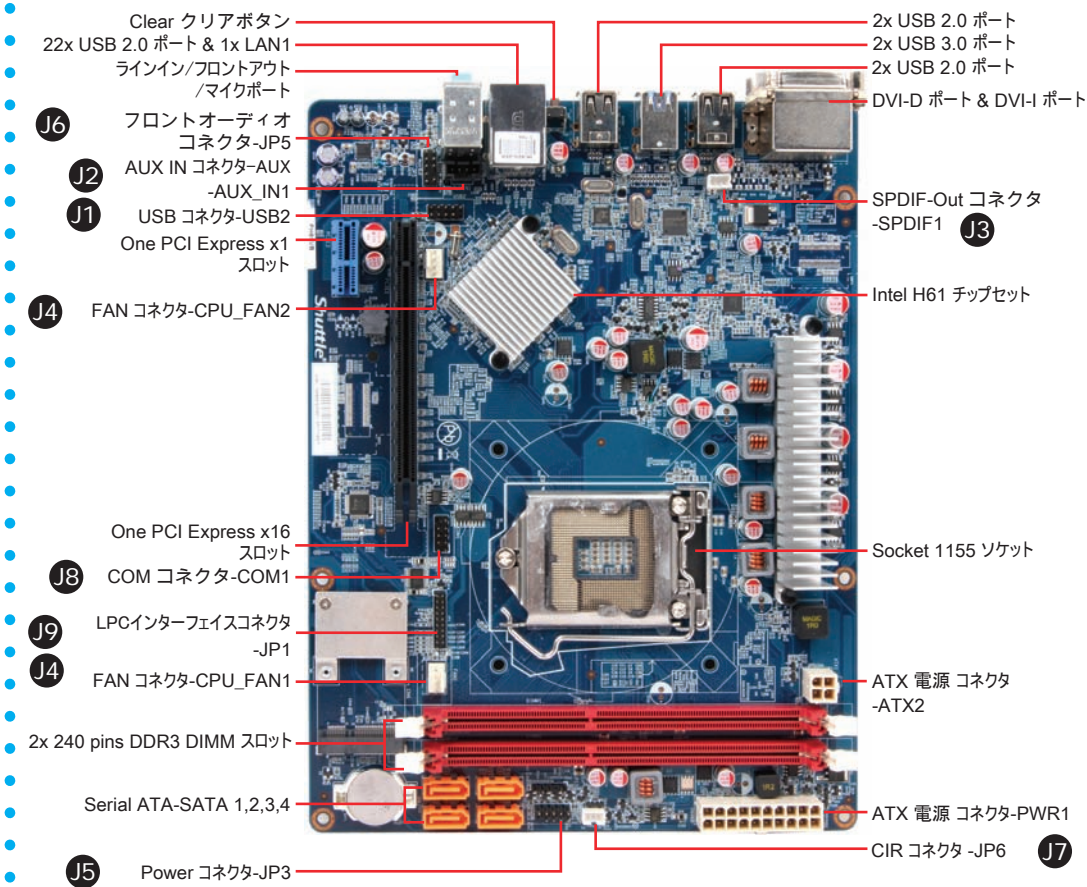 Clear クリアボタン
22x USB 2.0 ポート & 1x LAN1
ラインイン/フロントアウト
/マイクポート
J6
フロントオーディオ
コネクタ-JP5
J2
AUX IN コネクター-AUX
-AUX_IN1
J1
USB コネクタ-USB2
One PCI Express x1
スロット
J4
FAN コネクタ-CPU_FAN2
Shuttle
One PCI Express x16
スロット
J8
COM コネクタ-COM1
J9
LPCインターフェイスコネクタ
-JP1
J4
FAN コネクタ-CPU_FAN1
2x 240 pins DDR3 DIMM スロット
Serial ATA-SATA 1,2,3,4
J5
Power コネクタ-JP3
2x USB 2.0 ポート
2x USB 3.0 ポート
2x USB 2.0 ポート
DVI-D ポート & DVI-I ポート
SPDIF-Out コネクタ
-SPDIF1
J3
Intel H61 チップセット
Socket 1155 ソケット
ATX 電源 コネクタ
-ATX2
ATX 電源 コネクタ-PWR1
CIR コネクタ -JP6
J7